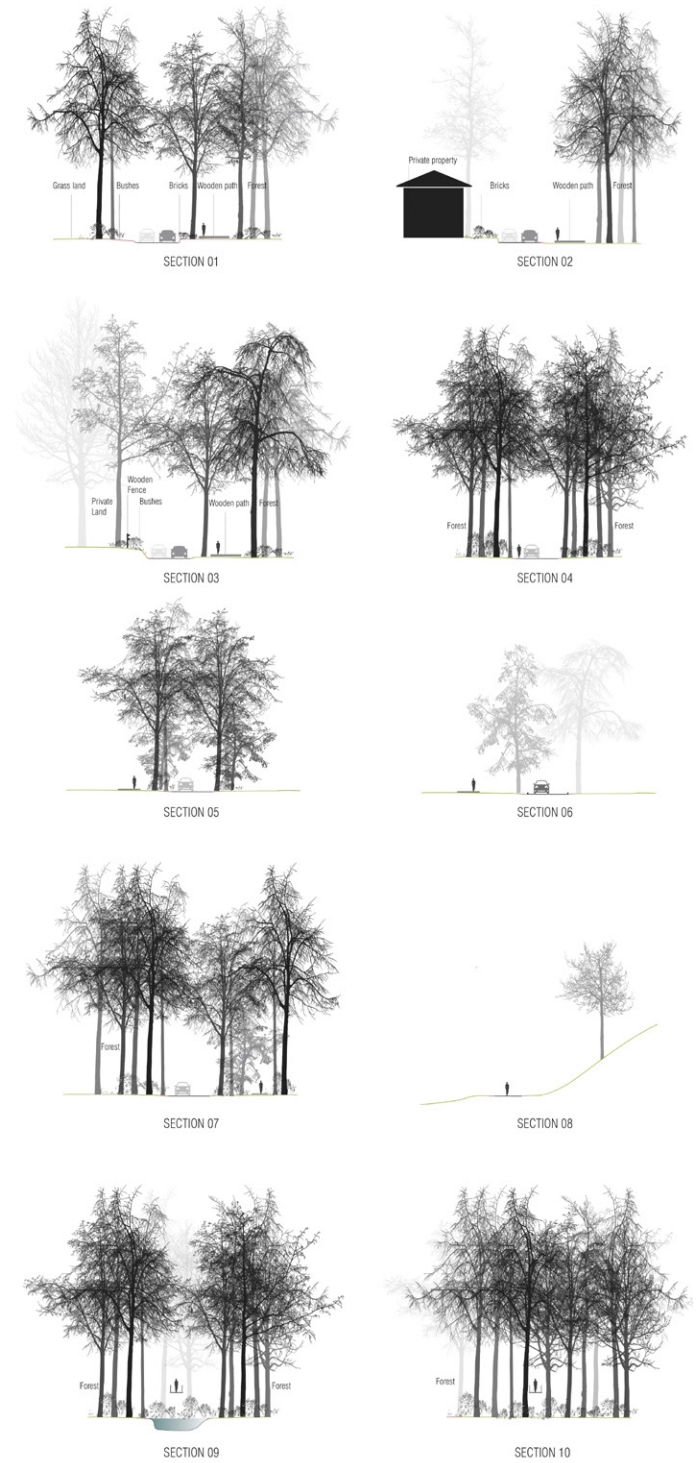 Grass land
Bushes
Bricks
Wooden path
Forest
SECTION 01
Private property
Bricks
Wooden path
Forest
SECTION 02
Wooden
Fence
Private
Land
Bushes
Wooden path
Forest
SECTION 03
Forest
Forest
SECTION 04
SECTION 05
SECTION 06
Forest
SECTION 07
SECTION 08
Forest
Forest
SECTION 09
Forest
SECTION 10